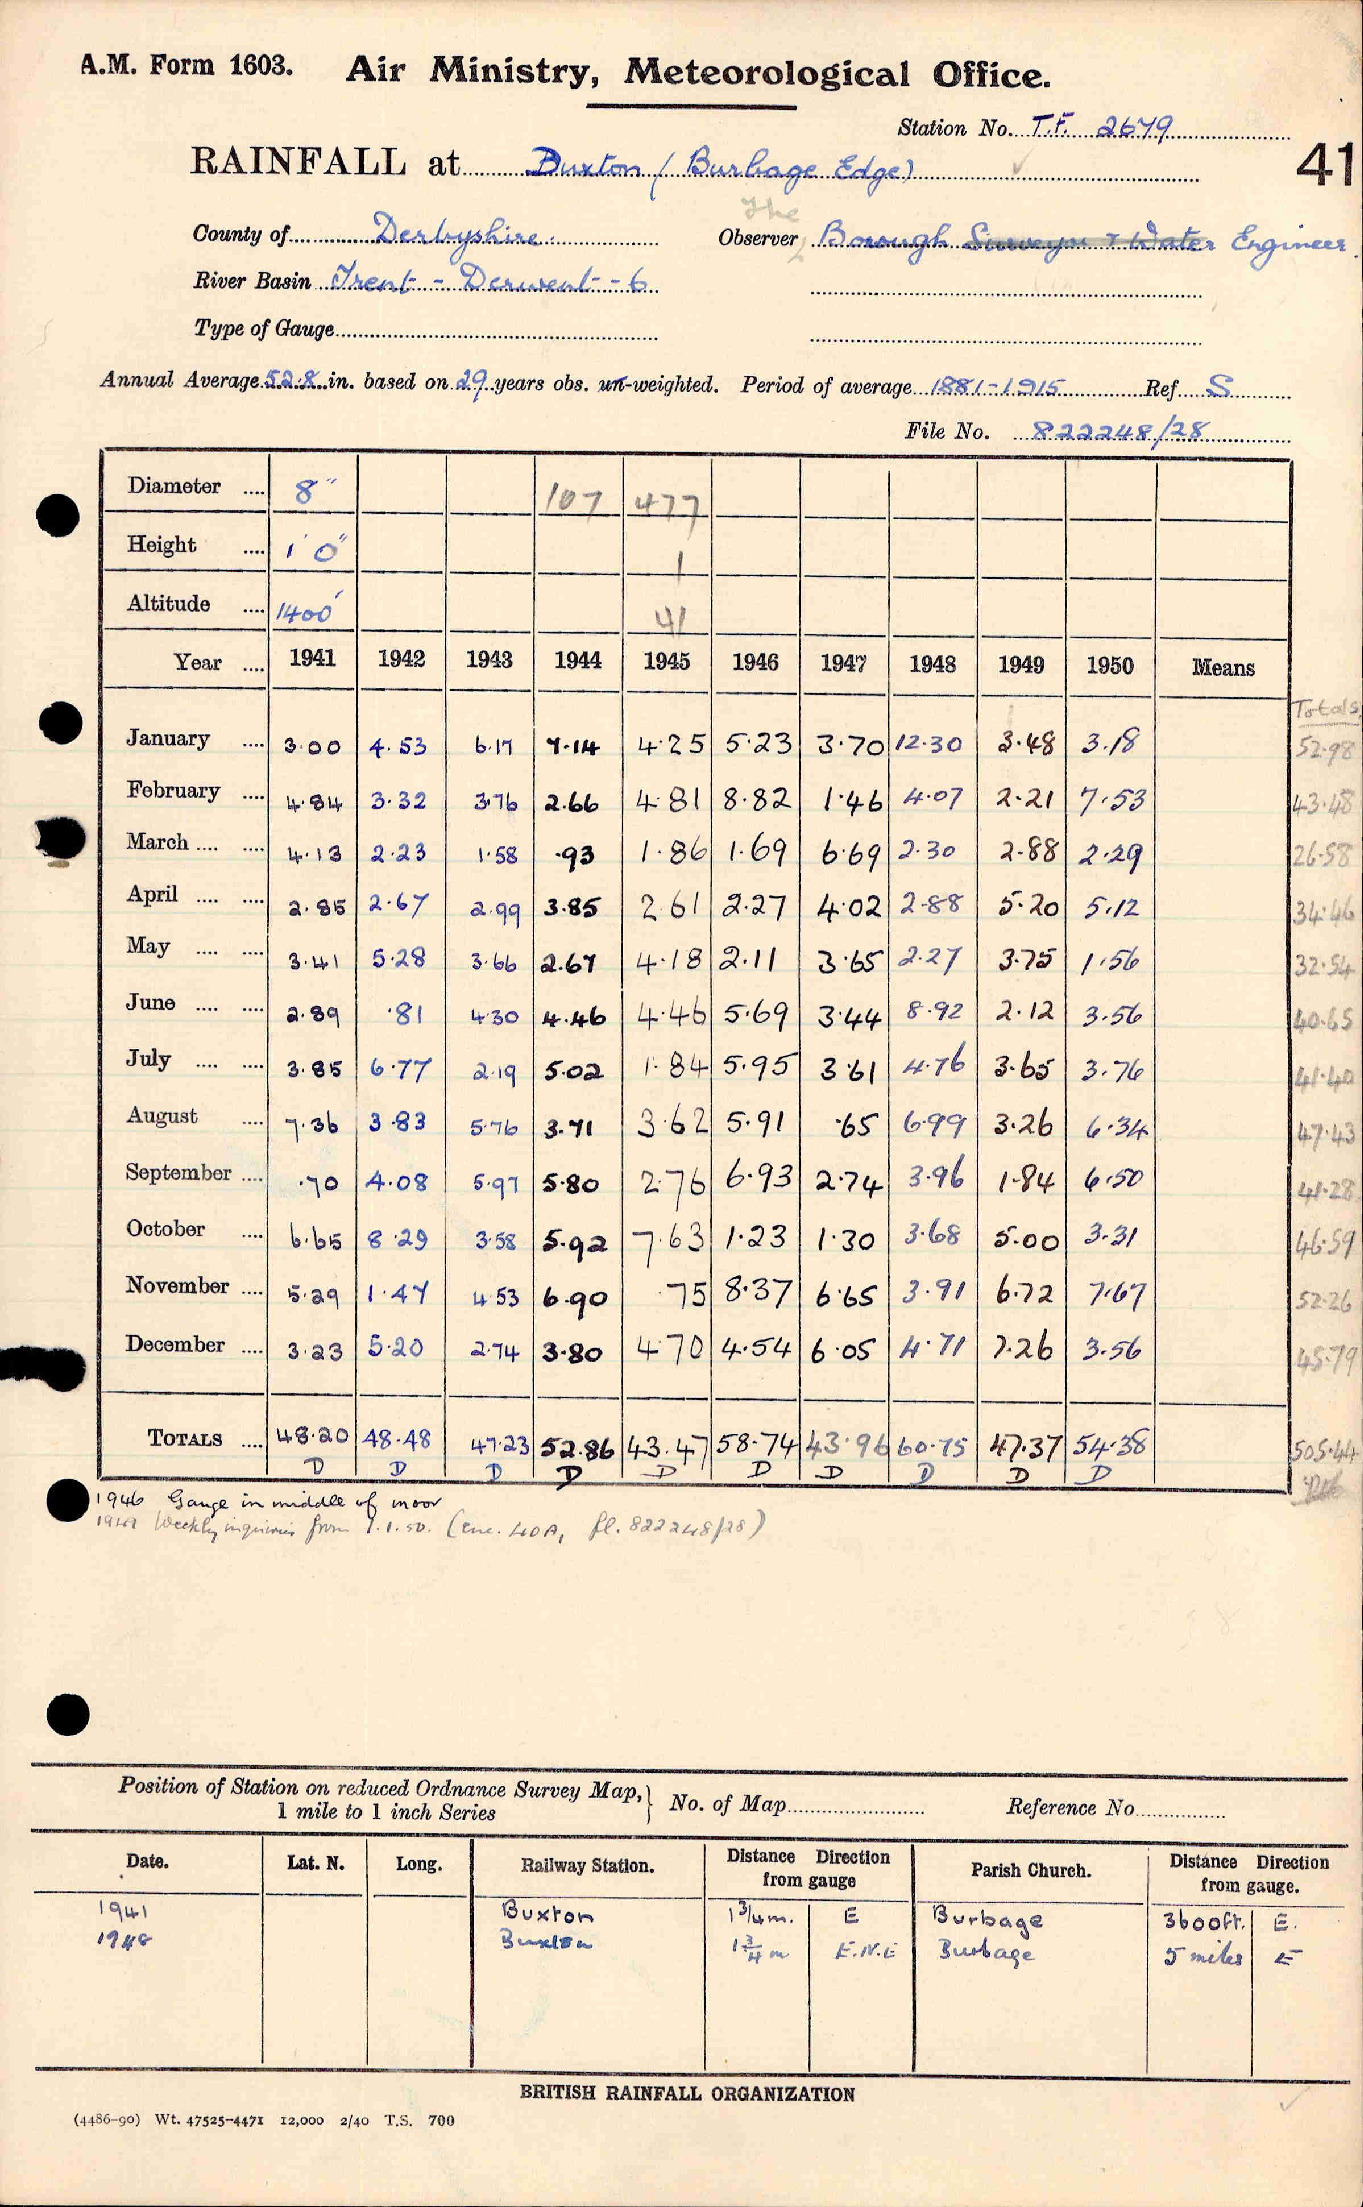 A.M. Form 1603. Air Ministry, Meteorological Office.
Station No. T.F. 2679
41
RAINFALL at Buxton (Burbage Edge)
The
County of Derbyshire. Observer Borough Surveyor & Water Engineer.
River Basin Trent - Derwent - 6
Type of Gauge
Annual Average 52.8 in. based on 29 years obs. un-weighted. Period of average 1881-1915 Ref S
File No. 822248/28
Diameter 8" 107 477
Height 1' 0" 1
Altitude 1400' 41
Year 1941 1942 1943 1944 1945 1946 1947 1948 1949 1950 Means
Totals
January 3.00 4.53 6.17 7.14 4.25 5.23 3.70 12.30 3.48 3.18 52.98
February 4.84 3.32 3.76 2.66 4.81 8.82 1.46 4.07 2.21 7.53 43.48
March 4.13 2.23 1.58 .93 1.86 1.69 6.69 2.30 2.88 2.29 26.58
April 2.85 2.67 2.99 3.85 2.61 2.27 4.02 2.88 5.20 5.12 34.46
May 3.41 5.28 3.66 2.67 4.18 2.11 3.65 2.27 3.75 1.56 32.54
June 2.89 .81 4.30 4.46 4.46 5.69 3.44 8.92 2.12 3.56 40.65
July 3.85 6.77 2.19 5.02 1.84 5.95 3.61 4.76 3.65 3.76 41.40
August 7.36 3.83 5.76 3.71 3.62 5.91 .65 6.99 3.26 6.34 47.43
September .70 4.08 5.97 5.80 2.76 6.93 2.74 3.96 1.84 6.50 41.28
October 6.65 8.29 3.58 5.92 7.63 1.23 1.30 3.68 5.00 3.31 46.59
November 5.29 1.47 4.53 6.90 .75 8.37 6.65 3.91 6.72 7.67 52.26
December 3.23 5.20 2.74 3.80 4.70 4.54 6.05 4.71 7.26 3.56 45.79
TOTALS 48.20 48.48 47.23 52.86 43.47 58.74 43.96 60.75 47.37 54.38 505.44
D D D D D D D D D D
1946 Gauge in middle of moor
1949 Weekly inquiries from 1.1.50. (enc. 40A, fl. 822248/28)
Position of Station on reduced Ordnance Survey Map, 1 mile to 1 inch Series } No. of Map Reference No
Date. Lat. N. Long. Railway Station. Distance Direction from gauge Parish Church. Distance Direction from gauge.
1941 Buxton 1 3/4 m. E Burbage 3600ft. E.
1948 Buxton 1 3/4 m E.N.E Burbage 5 miles E
BRITISH RAINFALL ORGANIZATION
(4486-90) Wt. 47525-4471 12,000 2/40 T.S. 700